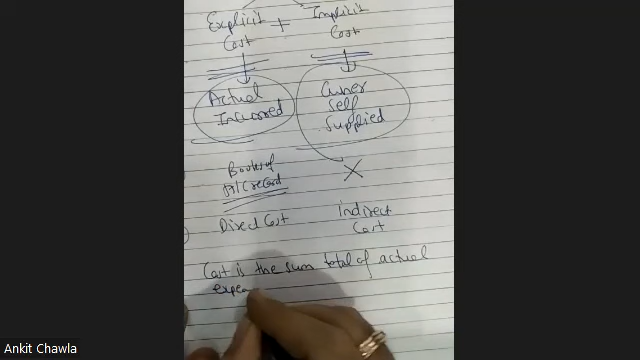 Explicit + Implicit
Cost Cost
Actual Owner
Incurred Self
Supplied
Books of
A/C record X
Direct Cost Indirect
Cost
Cost is the sum total of actual
expe
Ankit Chawla